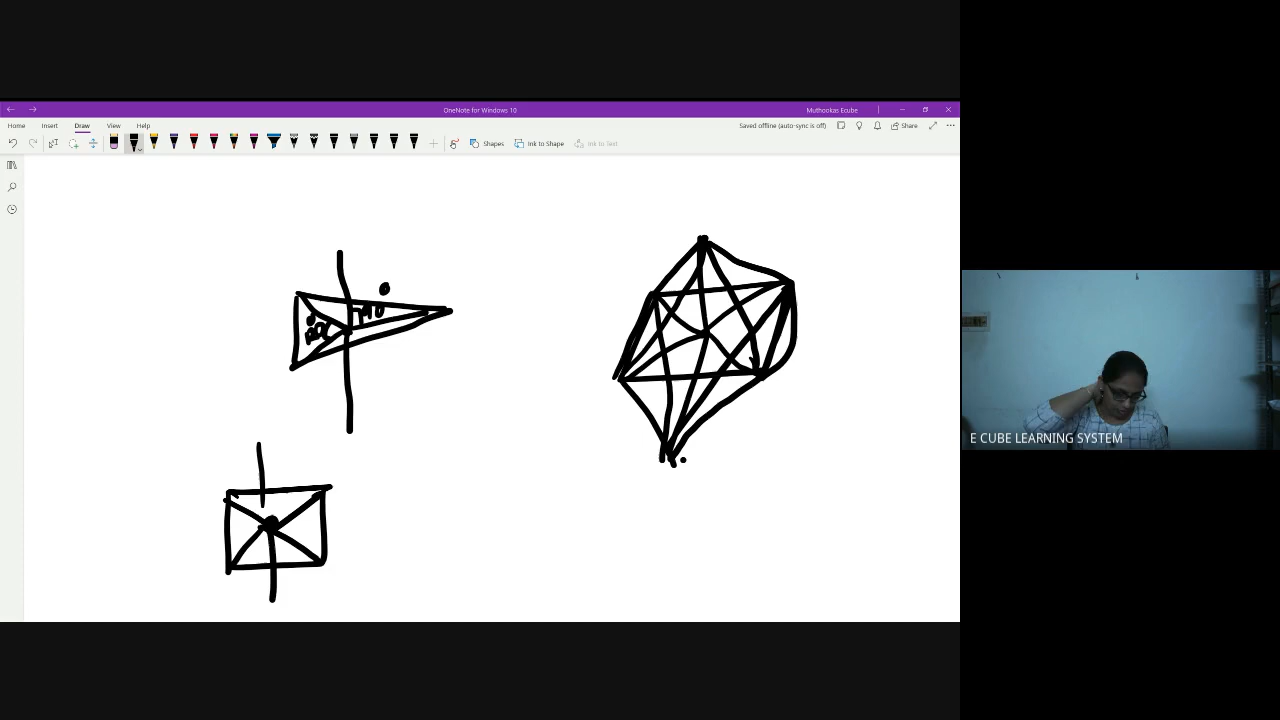 OneNote for Windows 10
Muthookas Ecube
Home Insert Draw View Help
Saved offline (auto-sync is off)
Share
Shapes
Ink to Shape
Ink to Text
E CUBE LEARNING SYSTEM